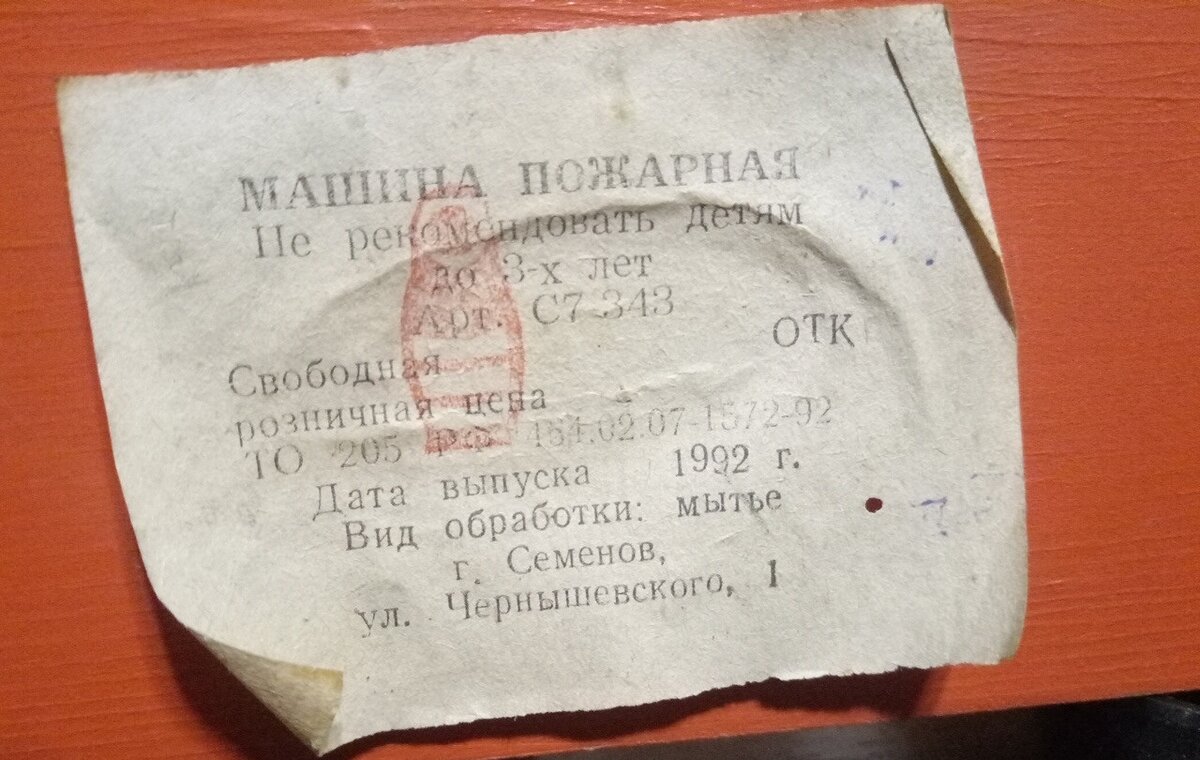 МАШИНА ПОЖАРНАЯ
Не рекомендовать детям
до 3-х лет
Арт. С7-343
ОТК
Свободная
розничная цена
ТО 205 РФ 184.02.07-1572-92
Дата выпуска 1992 г.
Вид обработки: мытье
г. Семенов,
ул. Чернышевского, 1